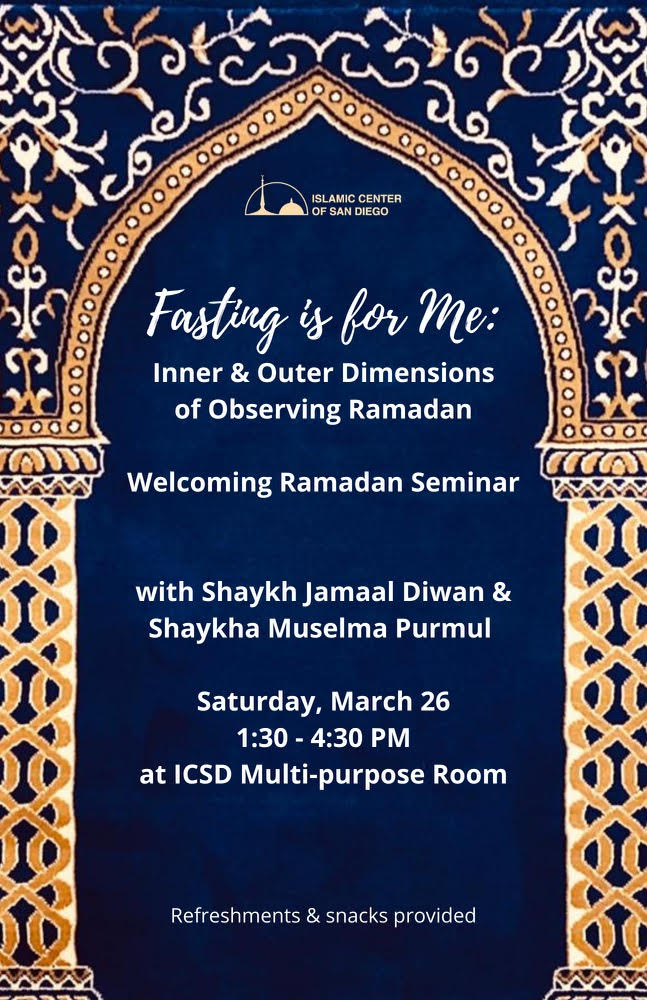 ISLAMIC CENTER
OF SAN DIEGO
Fasting is for Me:
Inner & Outer Dimensions
of Observing Ramadan
Welcoming Ramadan Seminar
with Shaykh Jamaal Diwan &
Shaykha Muselma Purmul
Saturday, March 26
1:30 - 4:30 PM
at ICSD Multi-purpose Room
Refreshments & snacks provided